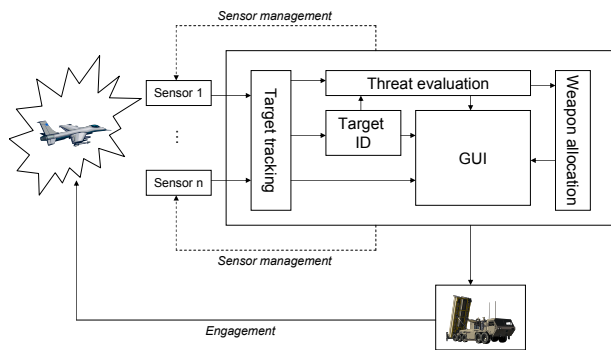 Sensor management
Sensor 1
⋮
Sensor n
Target tracking
Threat evaluation
Target
ID
GUI
Weapon allocation
Sensor management
Engagement